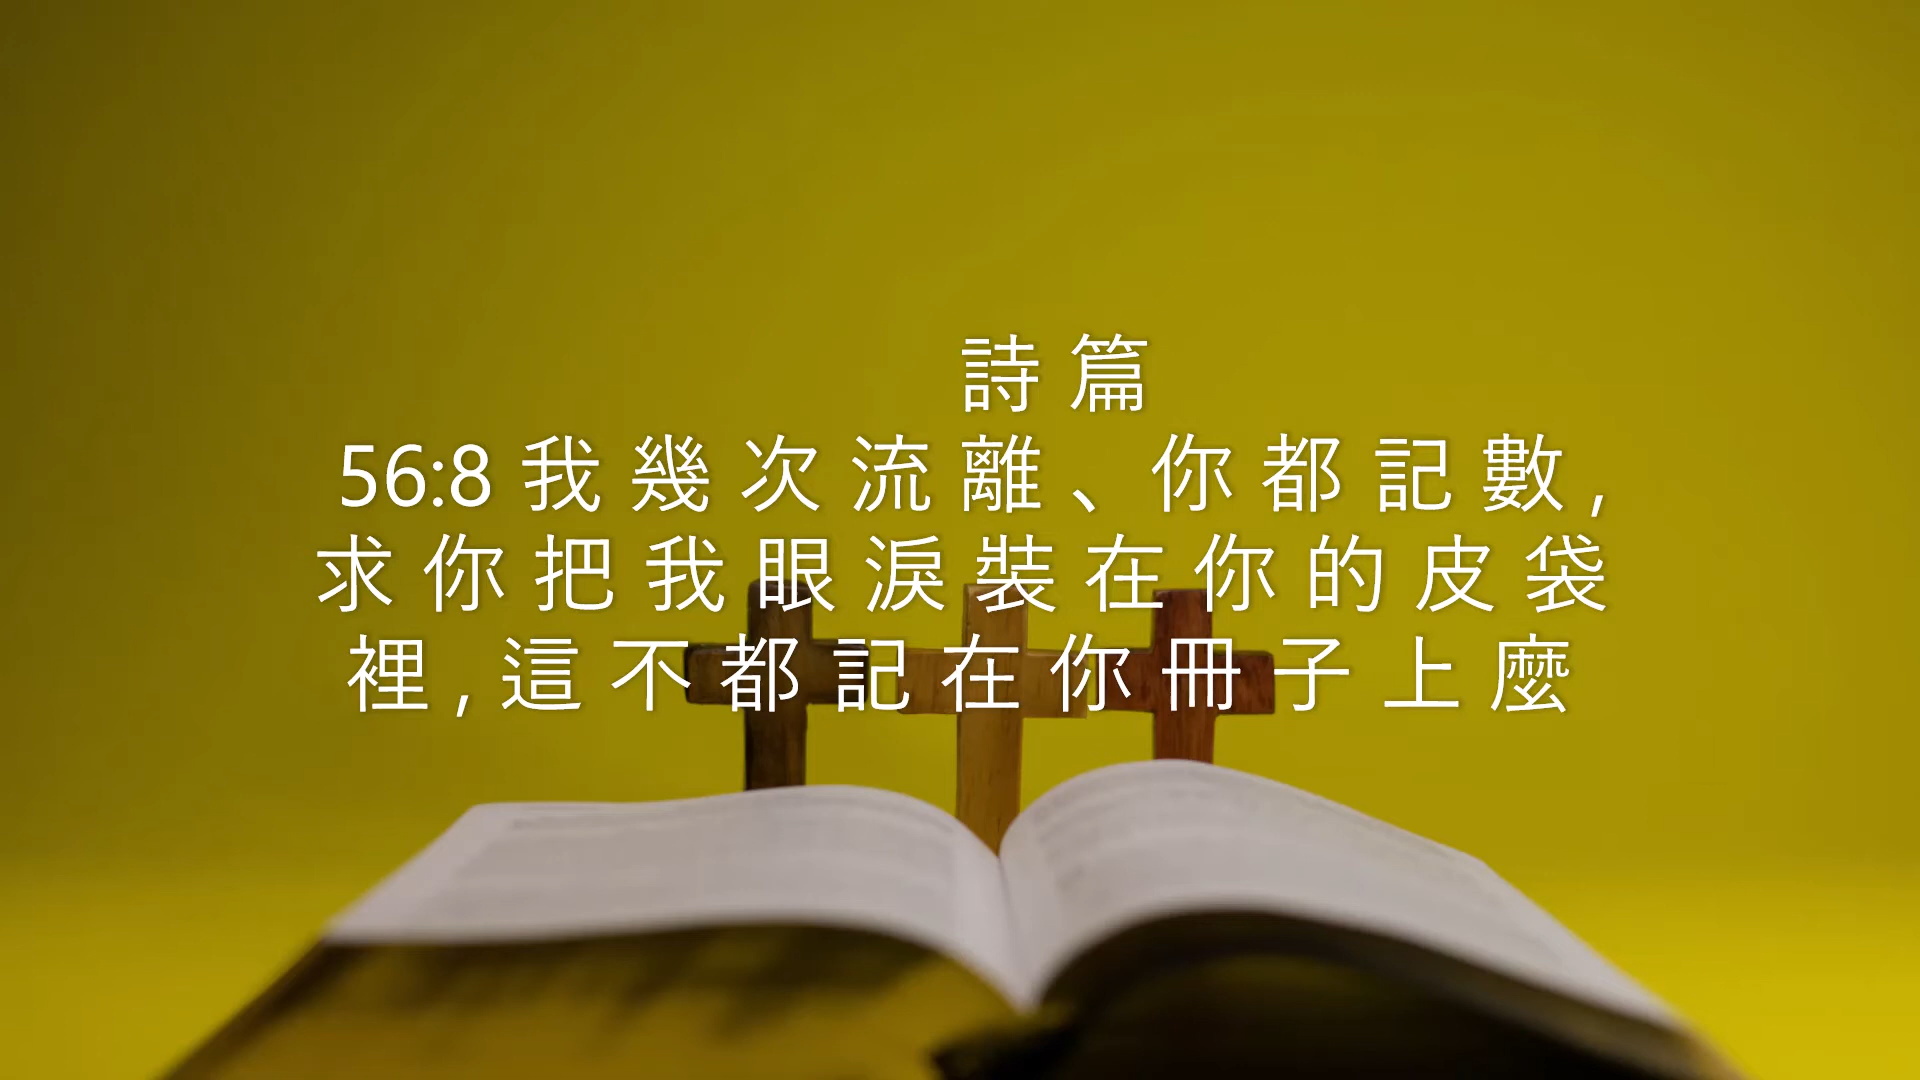 詩 篇
56:8 我 幾 次 流 離 、你 都 記 數 ,
求 你 把 我 眼 淚 裝 在 你 的 皮 袋
裡 , 這 不 都 記 在 你 冊 子 上 麼